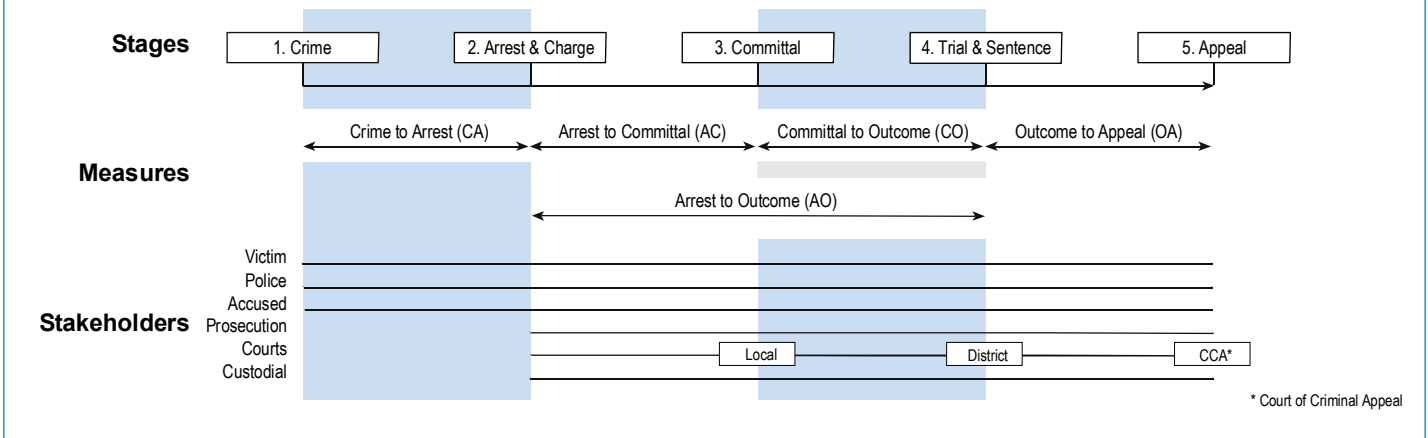 Stages
1. Crime
2. Arrest & Charge
3. Committal
4. Trial & Sentence
5. Appeal
Crime to Arrest (CA)
Arrest to Committal (AC)
Committal to Outcome (CO)
Outcome to Appeal (OA)
Measures
Arrest to Outcome (AO)
Stakeholders
Victim
Police
Accused
Prosecution
Courts
Local
District
CCA*
Custodial
* Court of Criminal Appeal